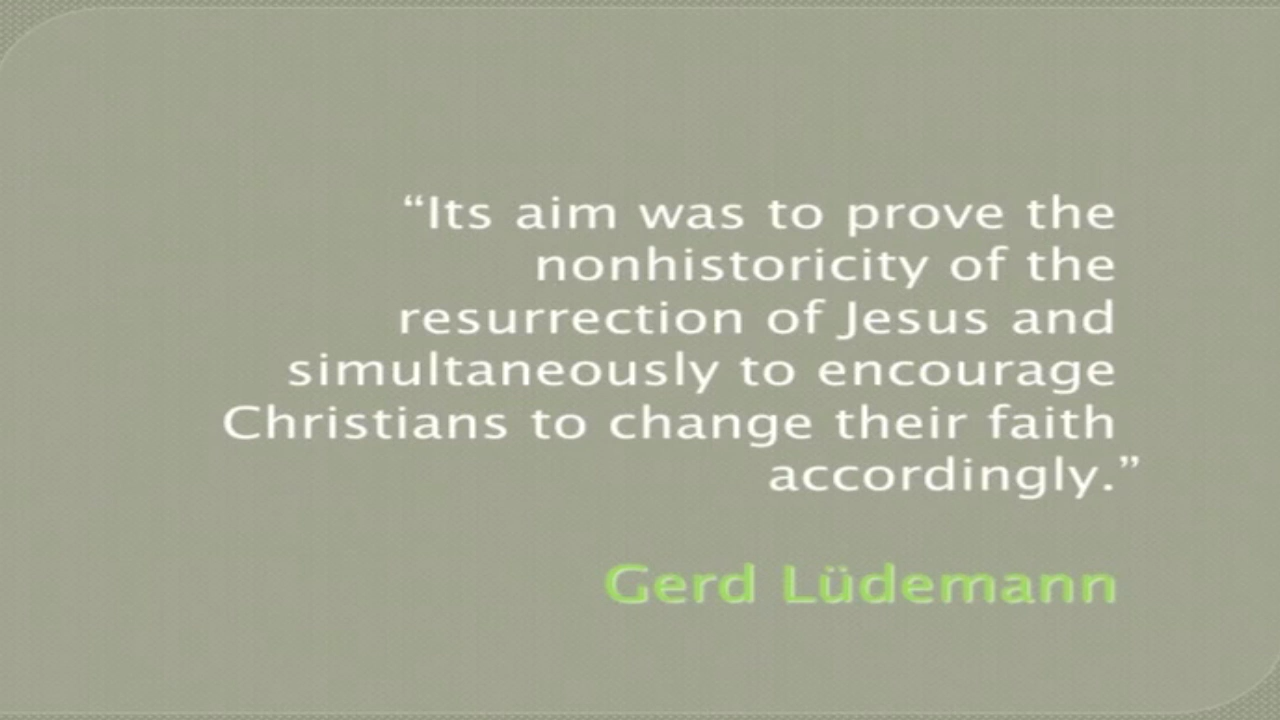 “Its aim was to prove the
nonhistoricity of the
resurrection of Jesus and
simultaneously to encourage
Christians to change their faith
accordingly.”
Gerd Lüdemann